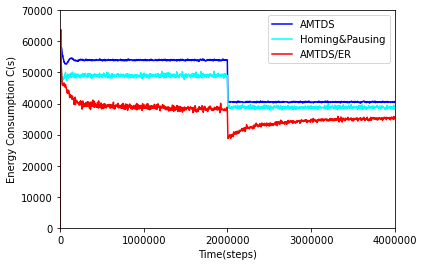 70000
60000
50000
40000
30000
20000
10000
0
Energy Consumption C(s)
AMTDS
Homing&Pausing
AMTDS/ER
0 1000000 2000000 3000000 4000000
Time(steps)